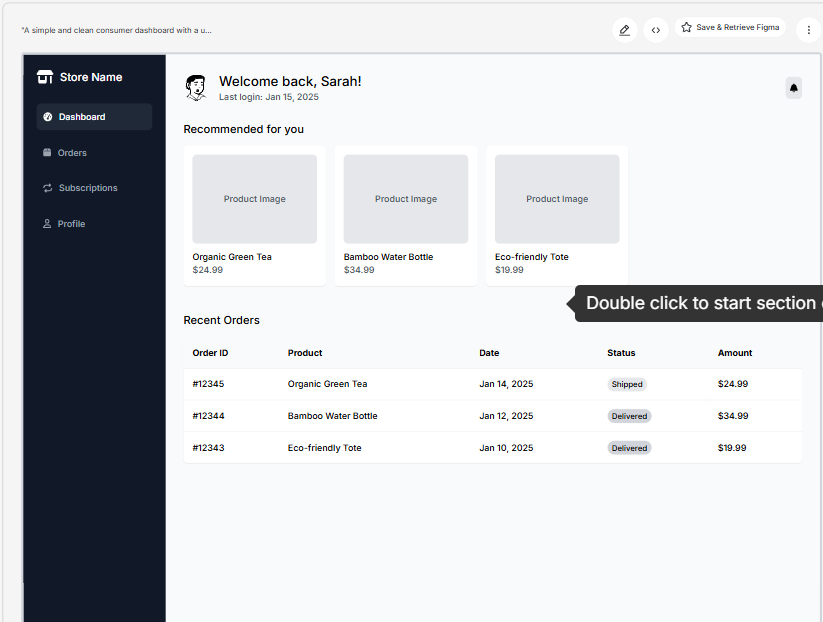 "A simple and clean consumer dashboard with a u...
Save & Retrieve Figma
Store Name
Dashboard
Orders
Subscriptions
Profile
Welcome back, Sarah!
Last login: Jan 15, 2025
Recommended for you
Product Image
Organic Green Tea
$24.99
Product Image
Bamboo Water Bottle
$34.99
Product Image
Eco-friendly Tote
$19.99
Double click to start section
Recent Orders
Order ID Product Date Status Amount
#12345 Organic Green Tea Jan 14, 2025 Shipped $24.99
#12344 Bamboo Water Bottle Jan 12, 2025 Delivered $34.99
#12343 Eco-friendly Tote Jan 10, 2025 Delivered $19.99